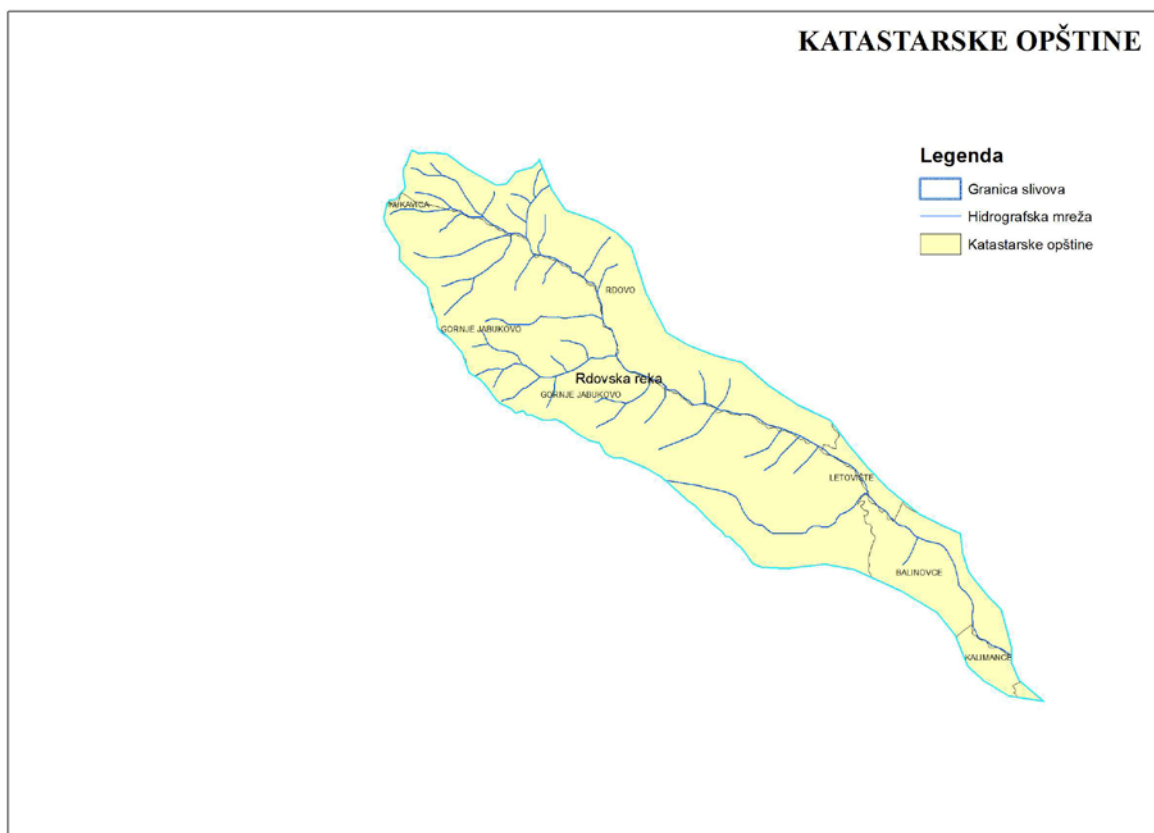 KATASTARSKE OPŠTINE
Legenda
Granica slivova
Hidrografska mreža
Katastarske opštine
KUKAVICA
RDOVO
GORNJE JABUKOVO
Rdovska reka
GORNJE JABUKOVO
LETOVIŠTE
BALINOVCE
KALIMANCE